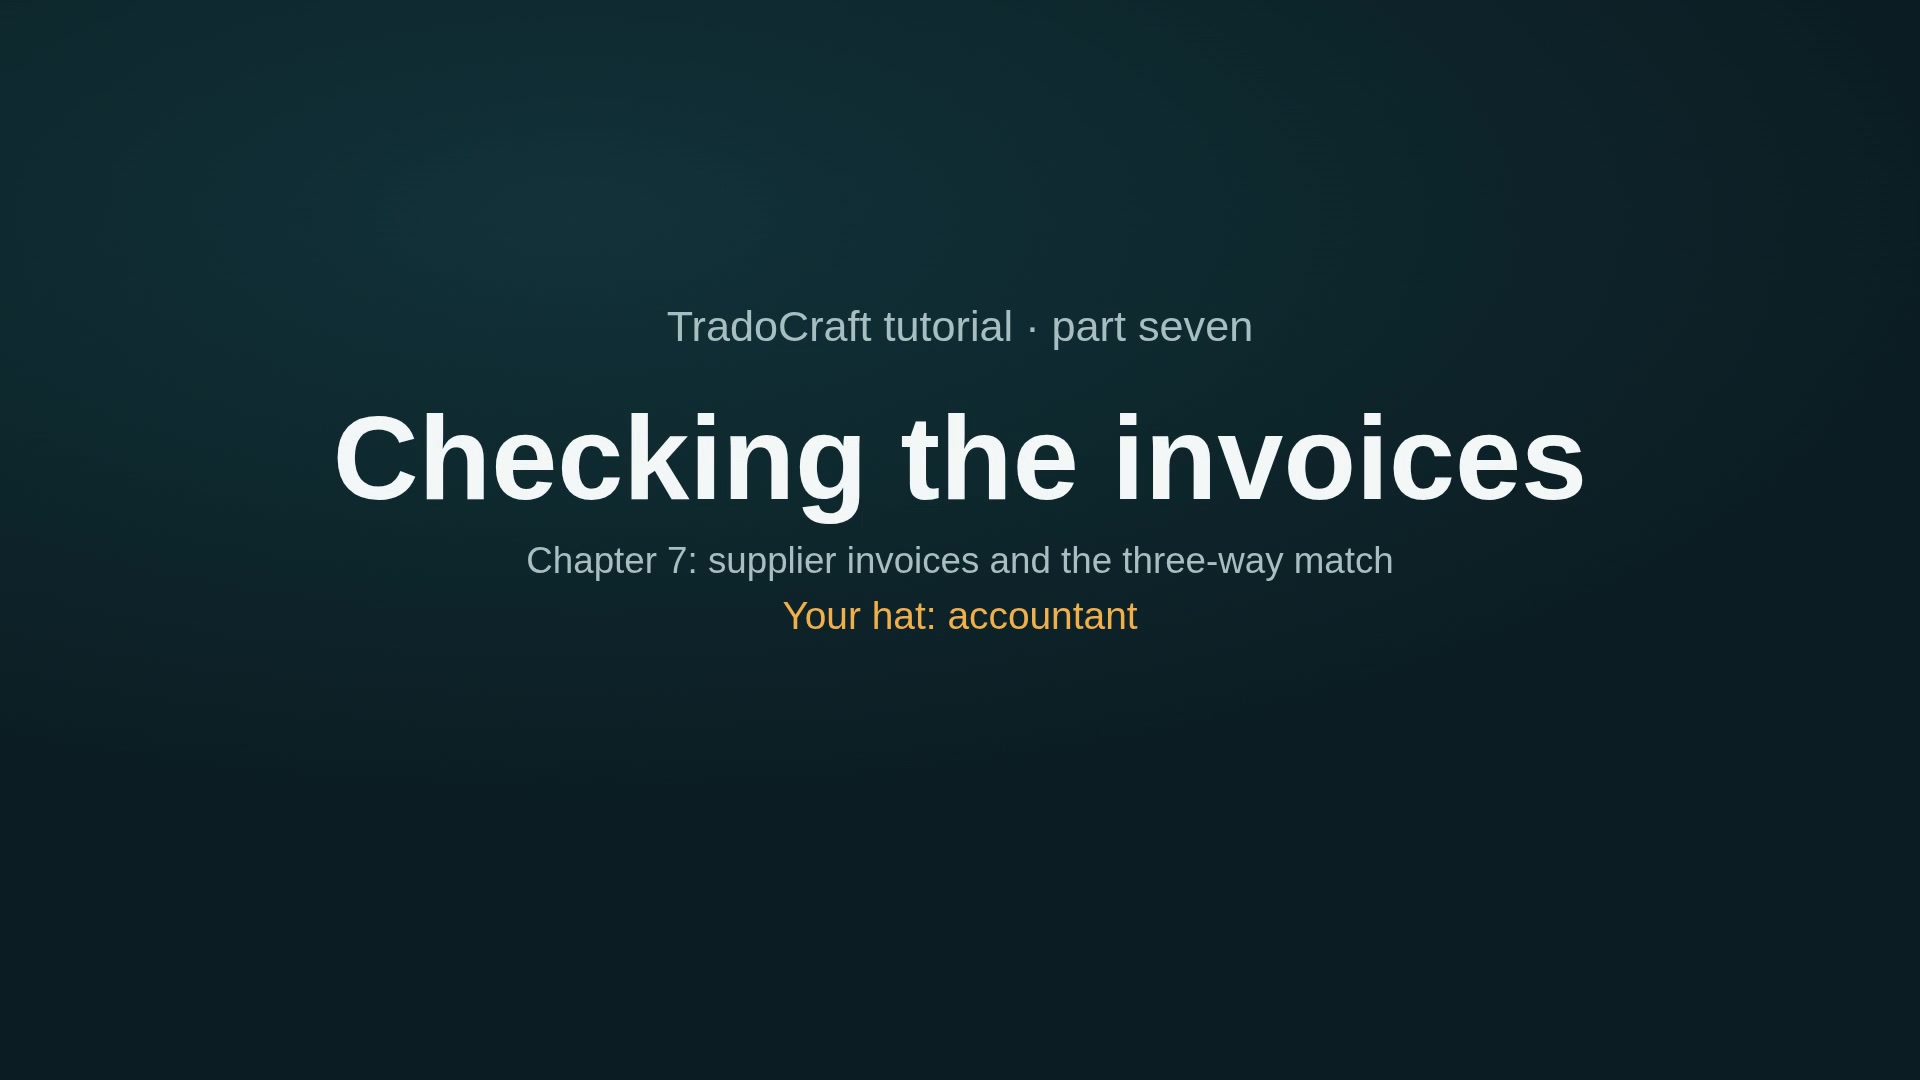 TradoCraft tutorial · part seven
Checking the invoices
Chapter 7: supplier invoices and the three-way match
Your hat: accountant